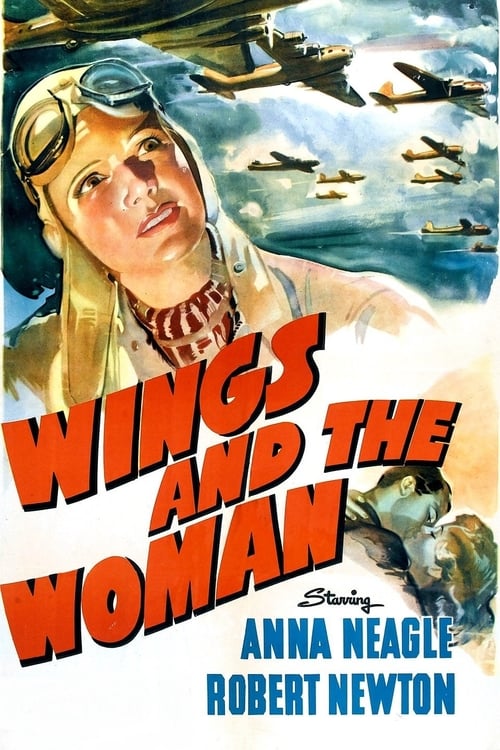 WINGS
AND THE
WOMAN
Starring
ANNA NEAGLE
ROBERT NEWTON